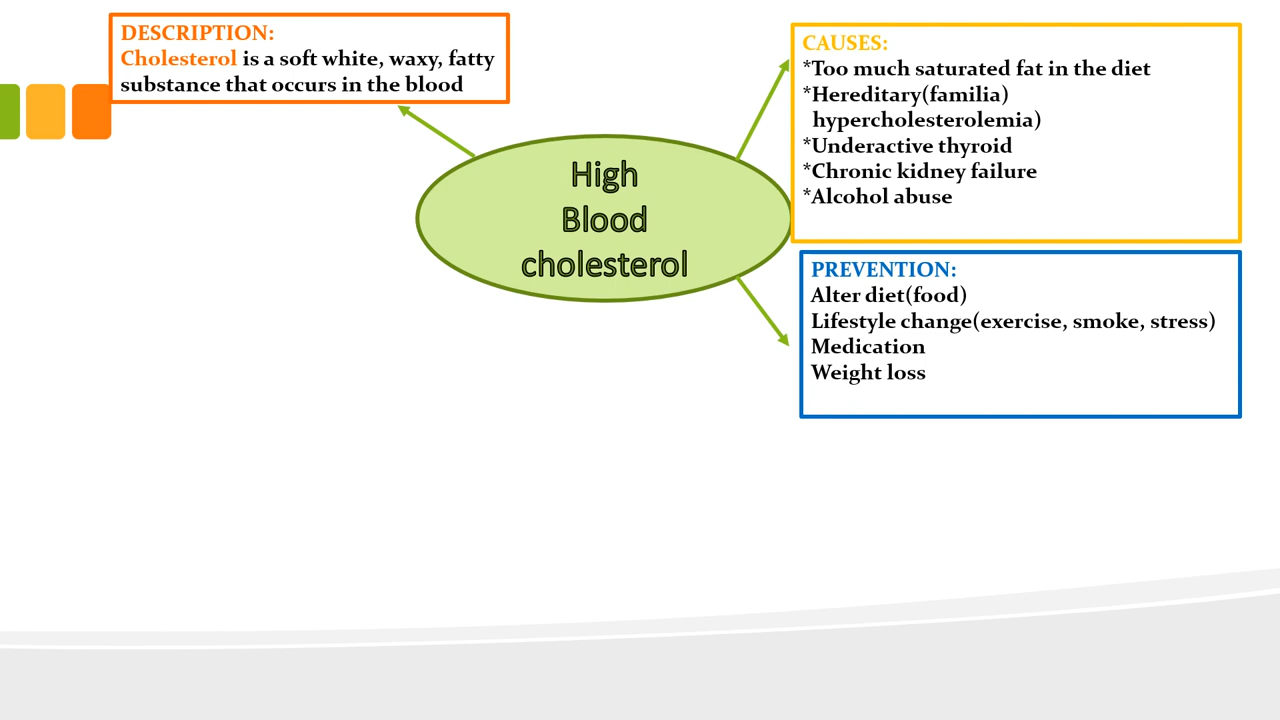 DESCRIPTION:
Cholesterol is a soft white, waxy, fatty
substance that occurs in the blood
High
Blood
cholesterol
CAUSES:
*Too much saturated fat in the diet
*Hereditary(familia)
hypercholesterolemia)
*Underactive thyroid
*Chronic kidney failure
*Alcohol abuse
PREVENTION:
Alter diet(food)
Lifestyle change(exercise, smoke, stress)
Medication
Weight loss